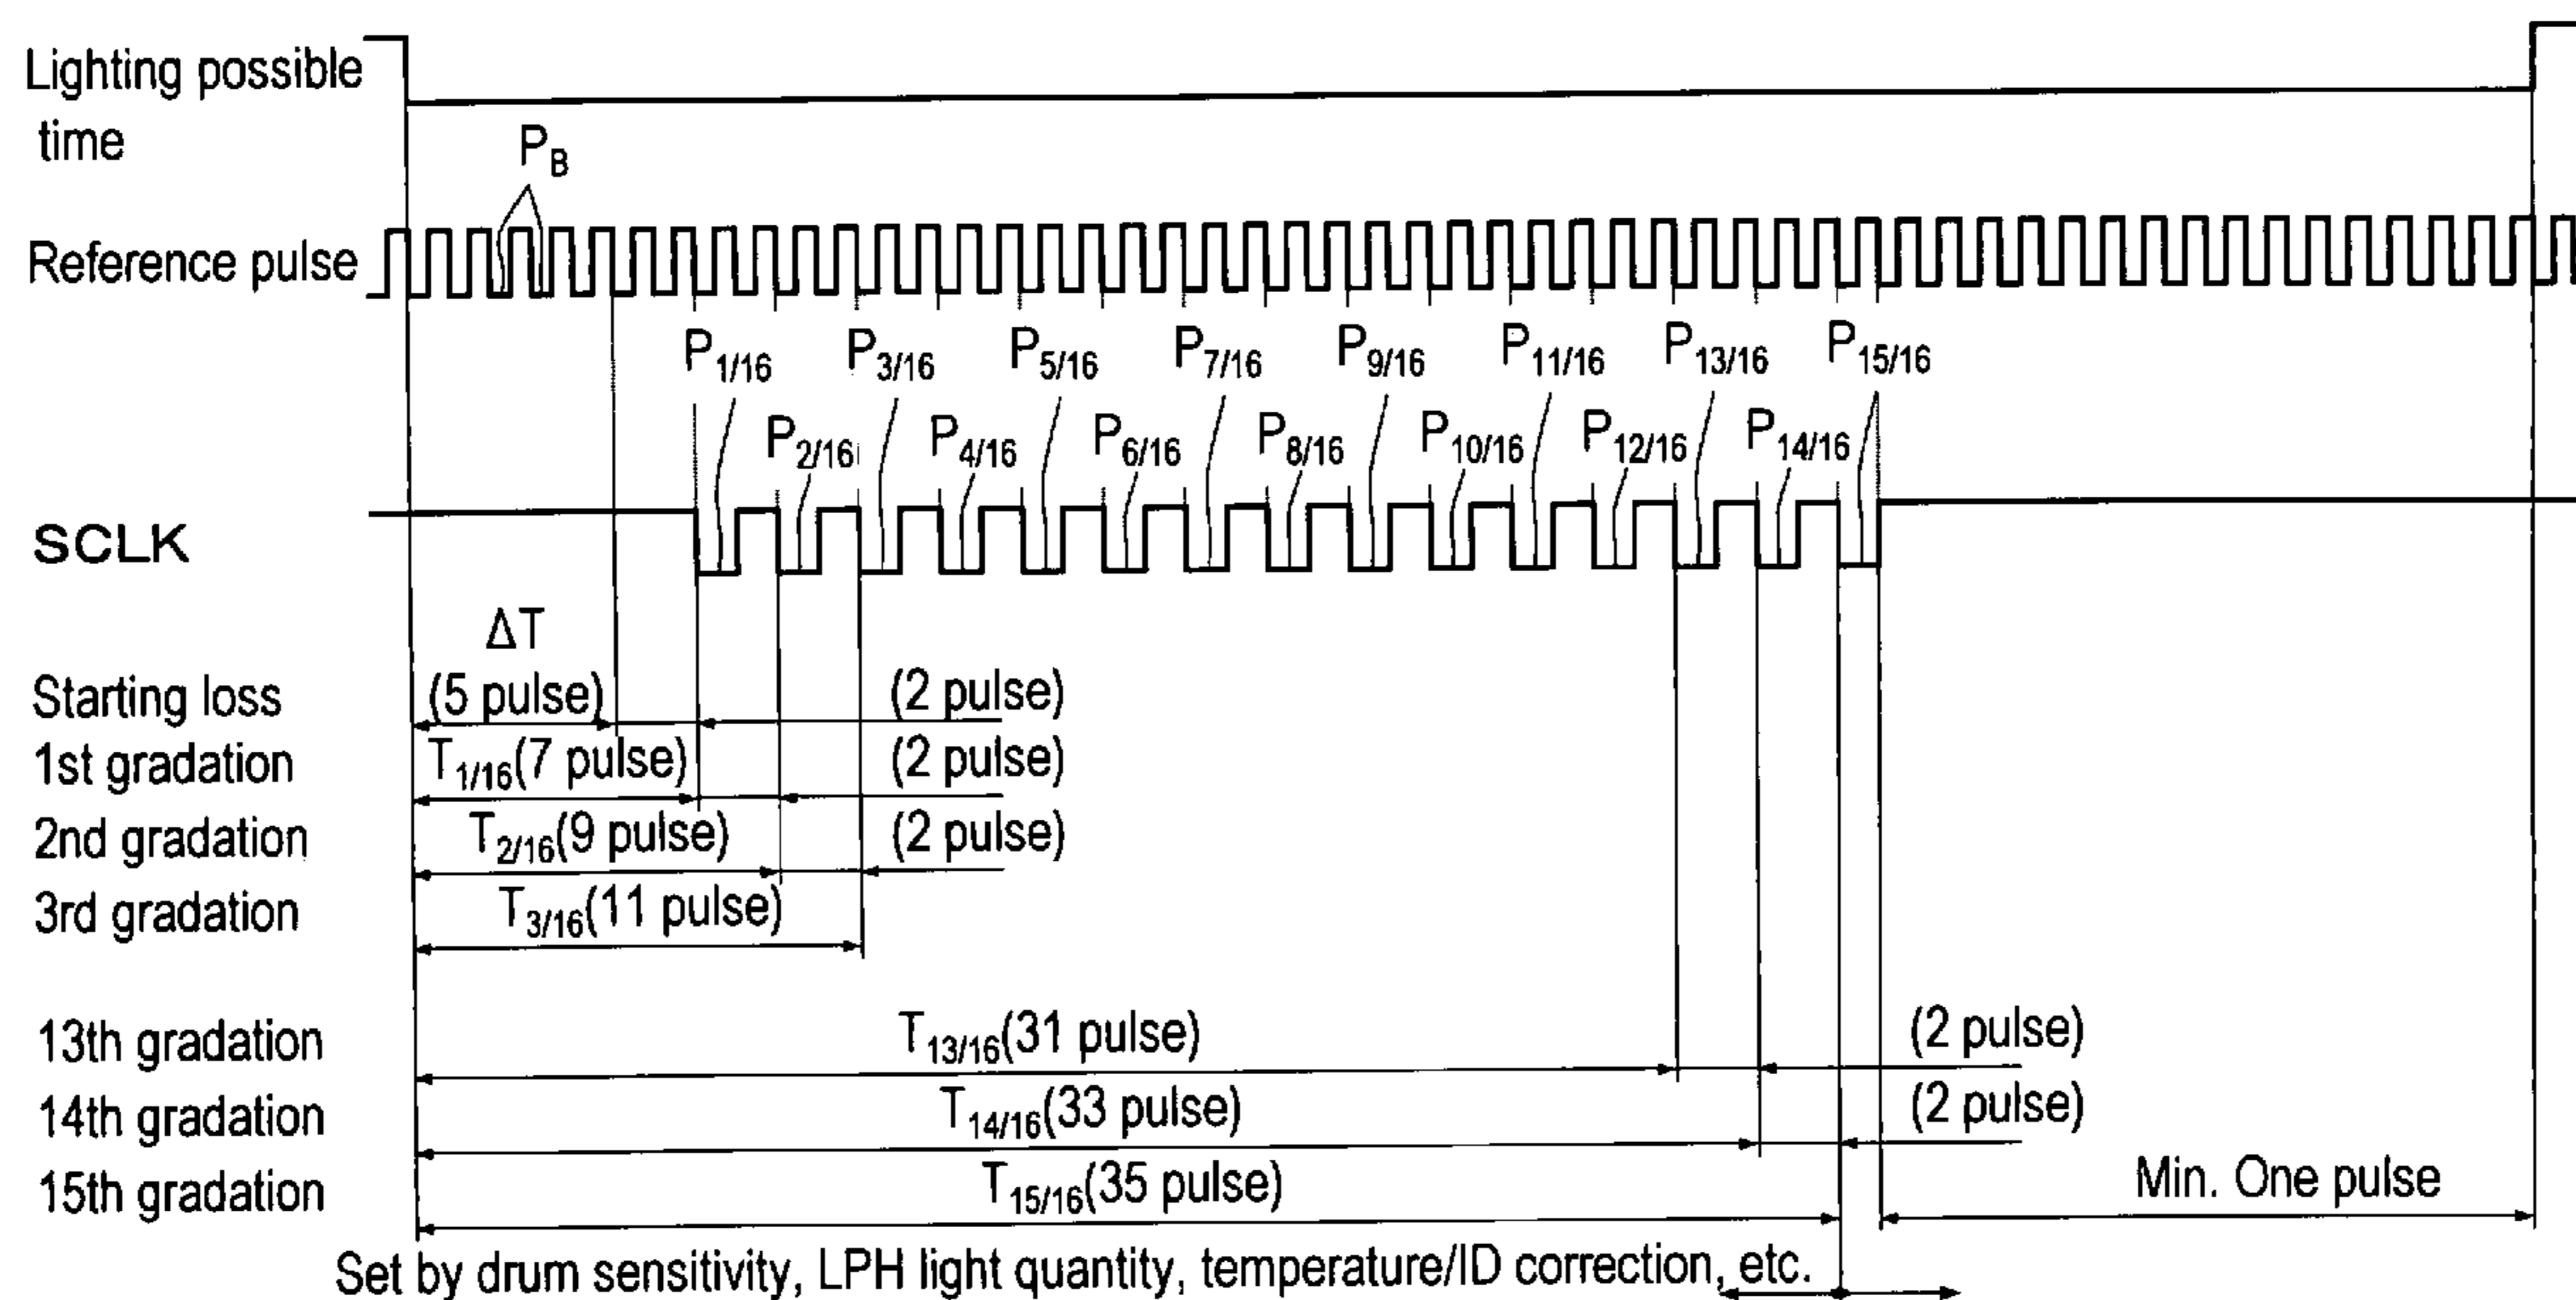 Lighting possible
time
P_B
Reference pulse
P_1/16 P_3/16 P_5/16 P_7/16 P_9/16 P_11/16 P_13/16 P_15/16
P_2/16 P_4/16 P_6/16 P_8/16 P_10/16 P_12/16 P_14/16
SCLK
ΔT
Starting loss (5 pulse) (2 pulse)
1st gradation T_1/16(7 pulse) (2 pulse)
2nd gradation T_2/16(9 pulse) (2 pulse)
3rd gradation T_3/16(11 pulse)
13th gradation T_13/16(31 pulse) (2 pulse)
14th gradation T_14/16(33 pulse) (2 pulse)
15th gradation T_15/16(35 pulse) Min. One pulse
Set by drum sensitivity, LPH light quantity, temperature/ID correction, etc.